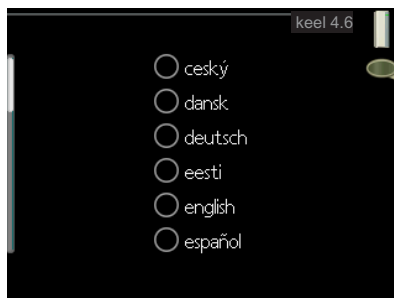 keel 4.6
ceský
dansk
deutsch
eesti
english
español